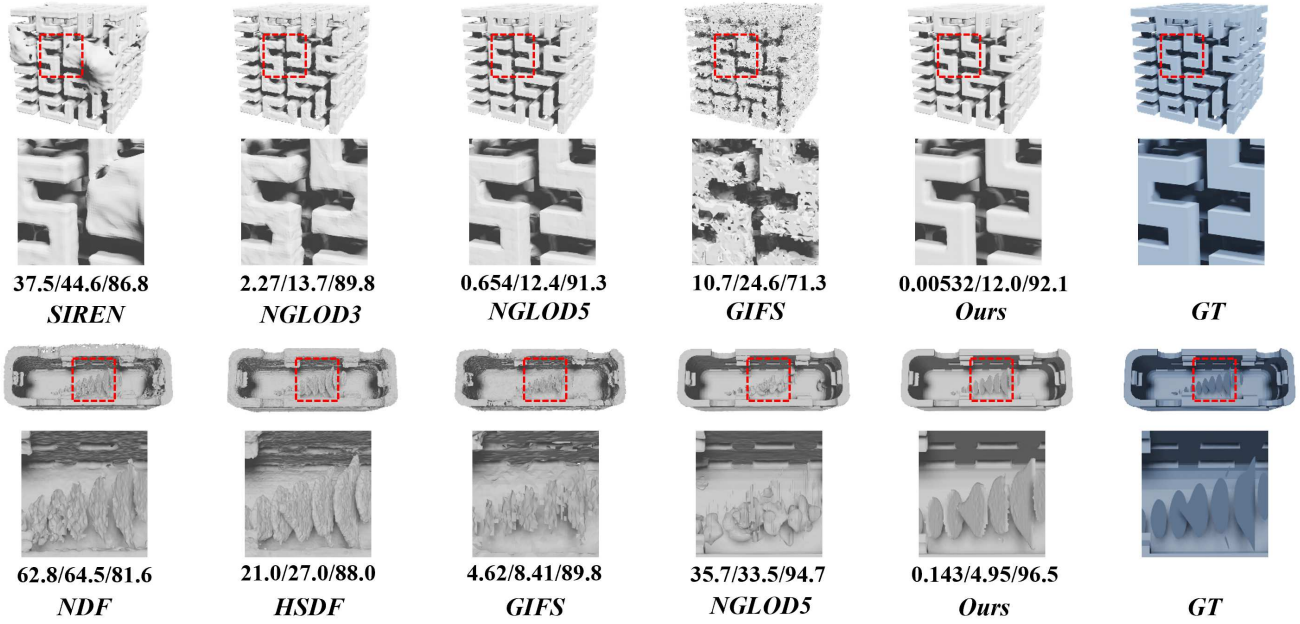 37.5/44.6/86.8 2.27/13.7/89.8 0.654/12.4/91.3 10.7/24.6/71.3 0.00532/12.0/92.1
SIREN NGLOD3 NGLOD5 GIFS Ours GT
62.8/64.5/81.6 21.0/27.0/88.0 4.62/8.41/89.8 35.7/33.5/94.7 0.143/4.95/96.5
NDF HSDF GIFS NGLOD5 Ours GT